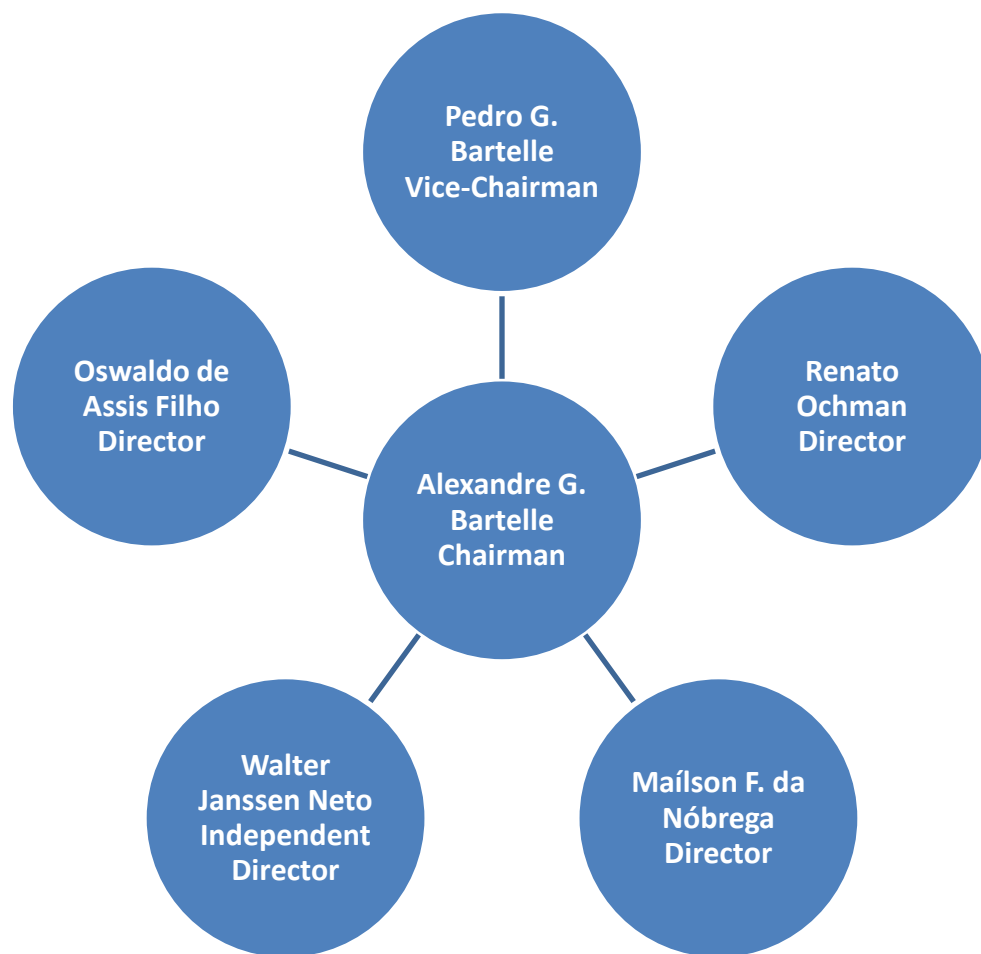 Pedro G.
Bartelle
Vice-Chairman
Oswaldo de
Assis Filho
Director
Renato
Ochman
Director
Alexandre G.
Bartelle
Chairman
Walter
Janssen Neto
Independent
Director
Maílson F. da
Nóbrega
Director